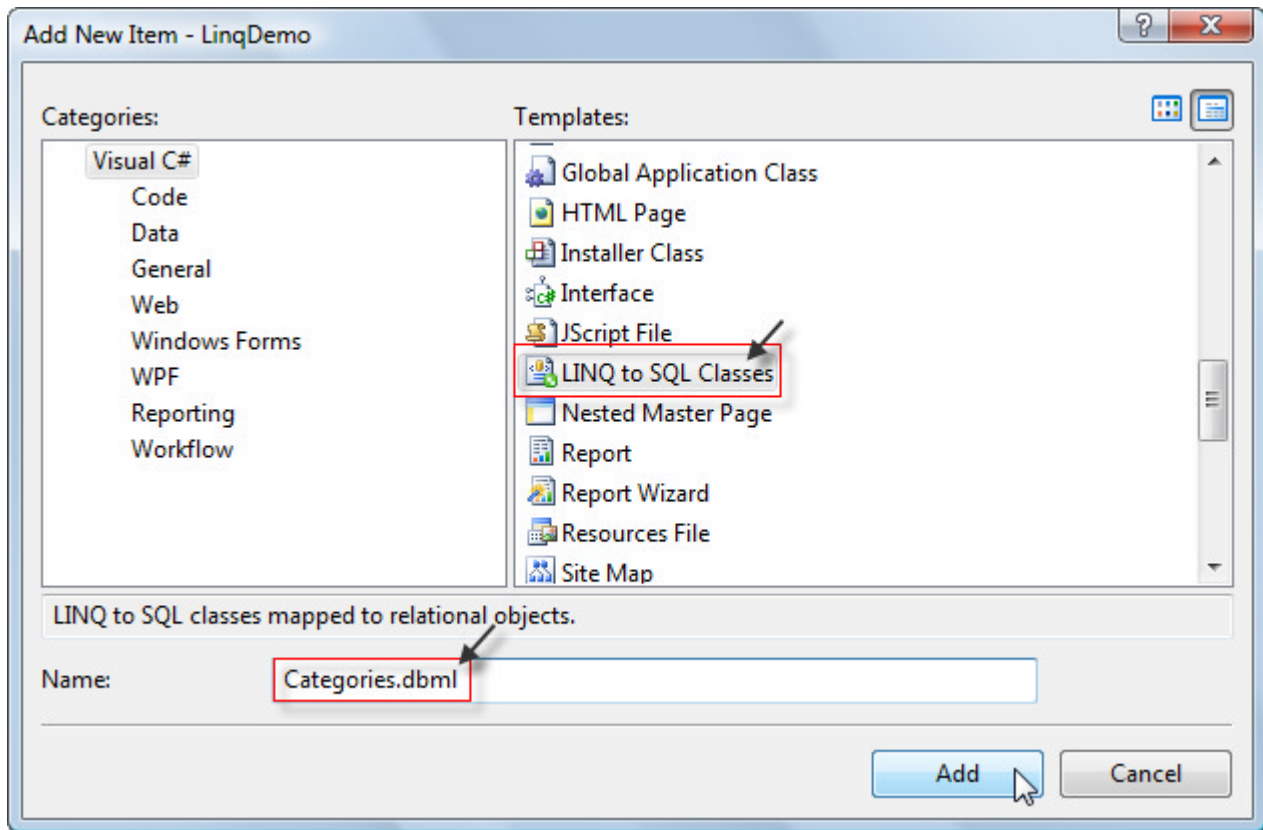 Add New Item - LinqDemo
Categories:
Templates:
Visual C#
Code
Data
General
Web
Windows Forms
WPF
Reporting
Workflow
Global Application Class
HTML Page
Installer Class
Interface
JScript File
LINQ to SQL Classes
Nested Master Page
Report
Report Wizard
Resources File
Site Map
LINQ to SQL classes mapped to relational objects.
Name:
Categories.dbml
Add
Cancel